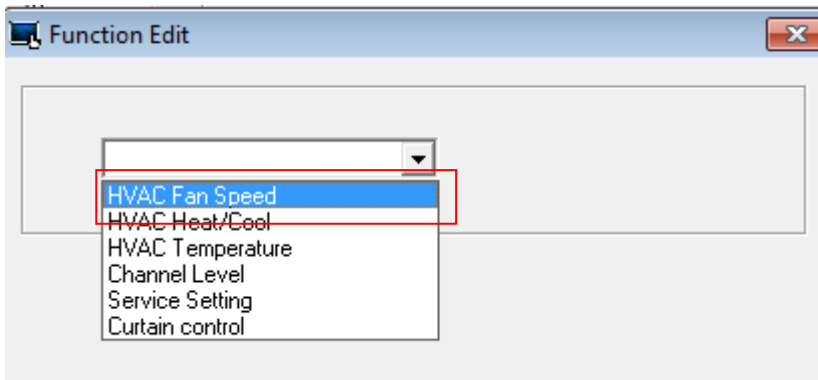 Function Edit
HVAC Fan Speed
HVAC Heat/Cool
HVAC Temperature
Channel Level
Service Setting
Curtain control